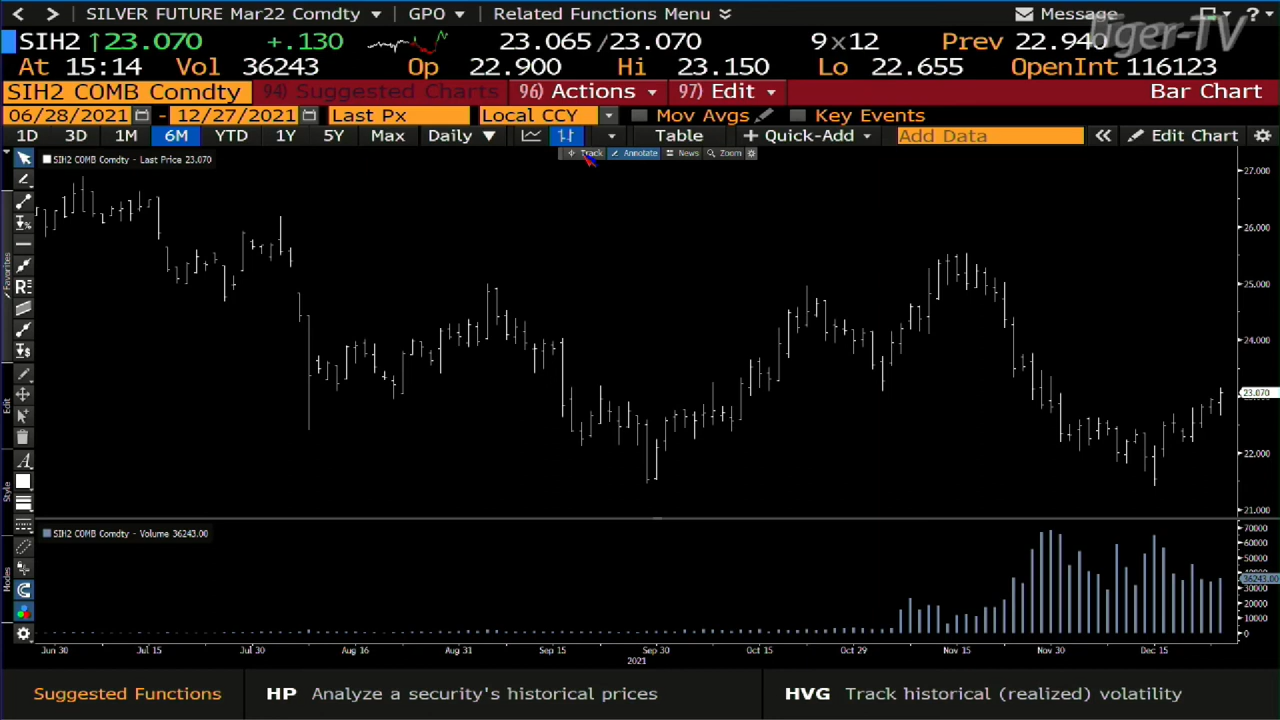 SILVER FUTURE Mar22 Comdty GPO Related Functions Menu Message ?
Tiger-TV
SIH2 ↑23.070 +.130 23.065/23.070 9x12 Prev 22.940
At 15:14 Vol 36243 Op 22.900 Hi 23.150 Lo 22.655 OpenInt 116123
SIH2 COMB Comdty 94) Suggested Charts 96) Actions 97) Edit Bar Chart
06/28/2021 - 12/27/2021 Last Px Local CCY Mov Avgs Key Events
1D 3D 1M 6M YTD 1Y 5Y Max Daily ▼ Table + Quick-Add Add Data « Edit Chart
Track Annotate News Zoom
SIH2 COMB Comdty - Last Price 23.070
27.000
26.000
25.000
24.000
23.070
22.000
21.000
Favorites
Edit
Style
Modes
SIH2 COMB Comdty - Volume 36243.00
70000
60000
50000
36243.00
30000
20000
10000
0
Jun 30 Jul 15 Jul 30 Aug 16 Aug 31 Sep 15 Sep 30 Oct 15 Oct 29 Nov 15 Nov 30 Dec 15
2021
Suggested Functions HP Analyze a security's historical prices HVG Track historical (realized) volatility